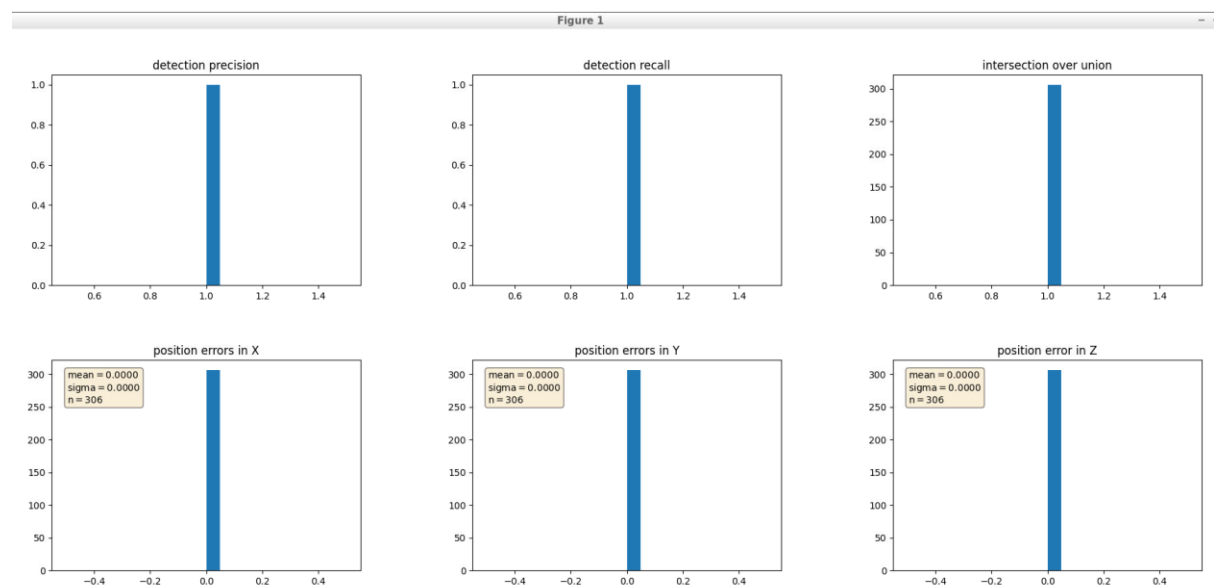 Figure 1
detection precision
1.0
0.8
0.6
0.4
0.2
0.0
0.6 0.8 1.0 1.2 1.4
detection recall
1.0
0.8
0.6
0.4
0.2
0.0
0.6 0.8 1.0 1.2 1.4
intersection over union
300
250
200
150
100
50
0
0.6 0.8 1.0 1.2 1.4
position errors in X
mean = 0.0000
sigma = 0.0000
n = 306
300
250
200
150
100
50
0
−0.4 −0.2 0.0 0.2 0.4
position errors in Y
mean = 0.0000
sigma = 0.0000
n = 306
300
250
200
150
100
50
0
−0.4 −0.2 0.0 0.2 0.4
position error in Z
mean = 0.0000
sigma = 0.0000
n = 306
300
250
200
150
100
50
0
−0.4 −0.2 0.0 0.2 0.4